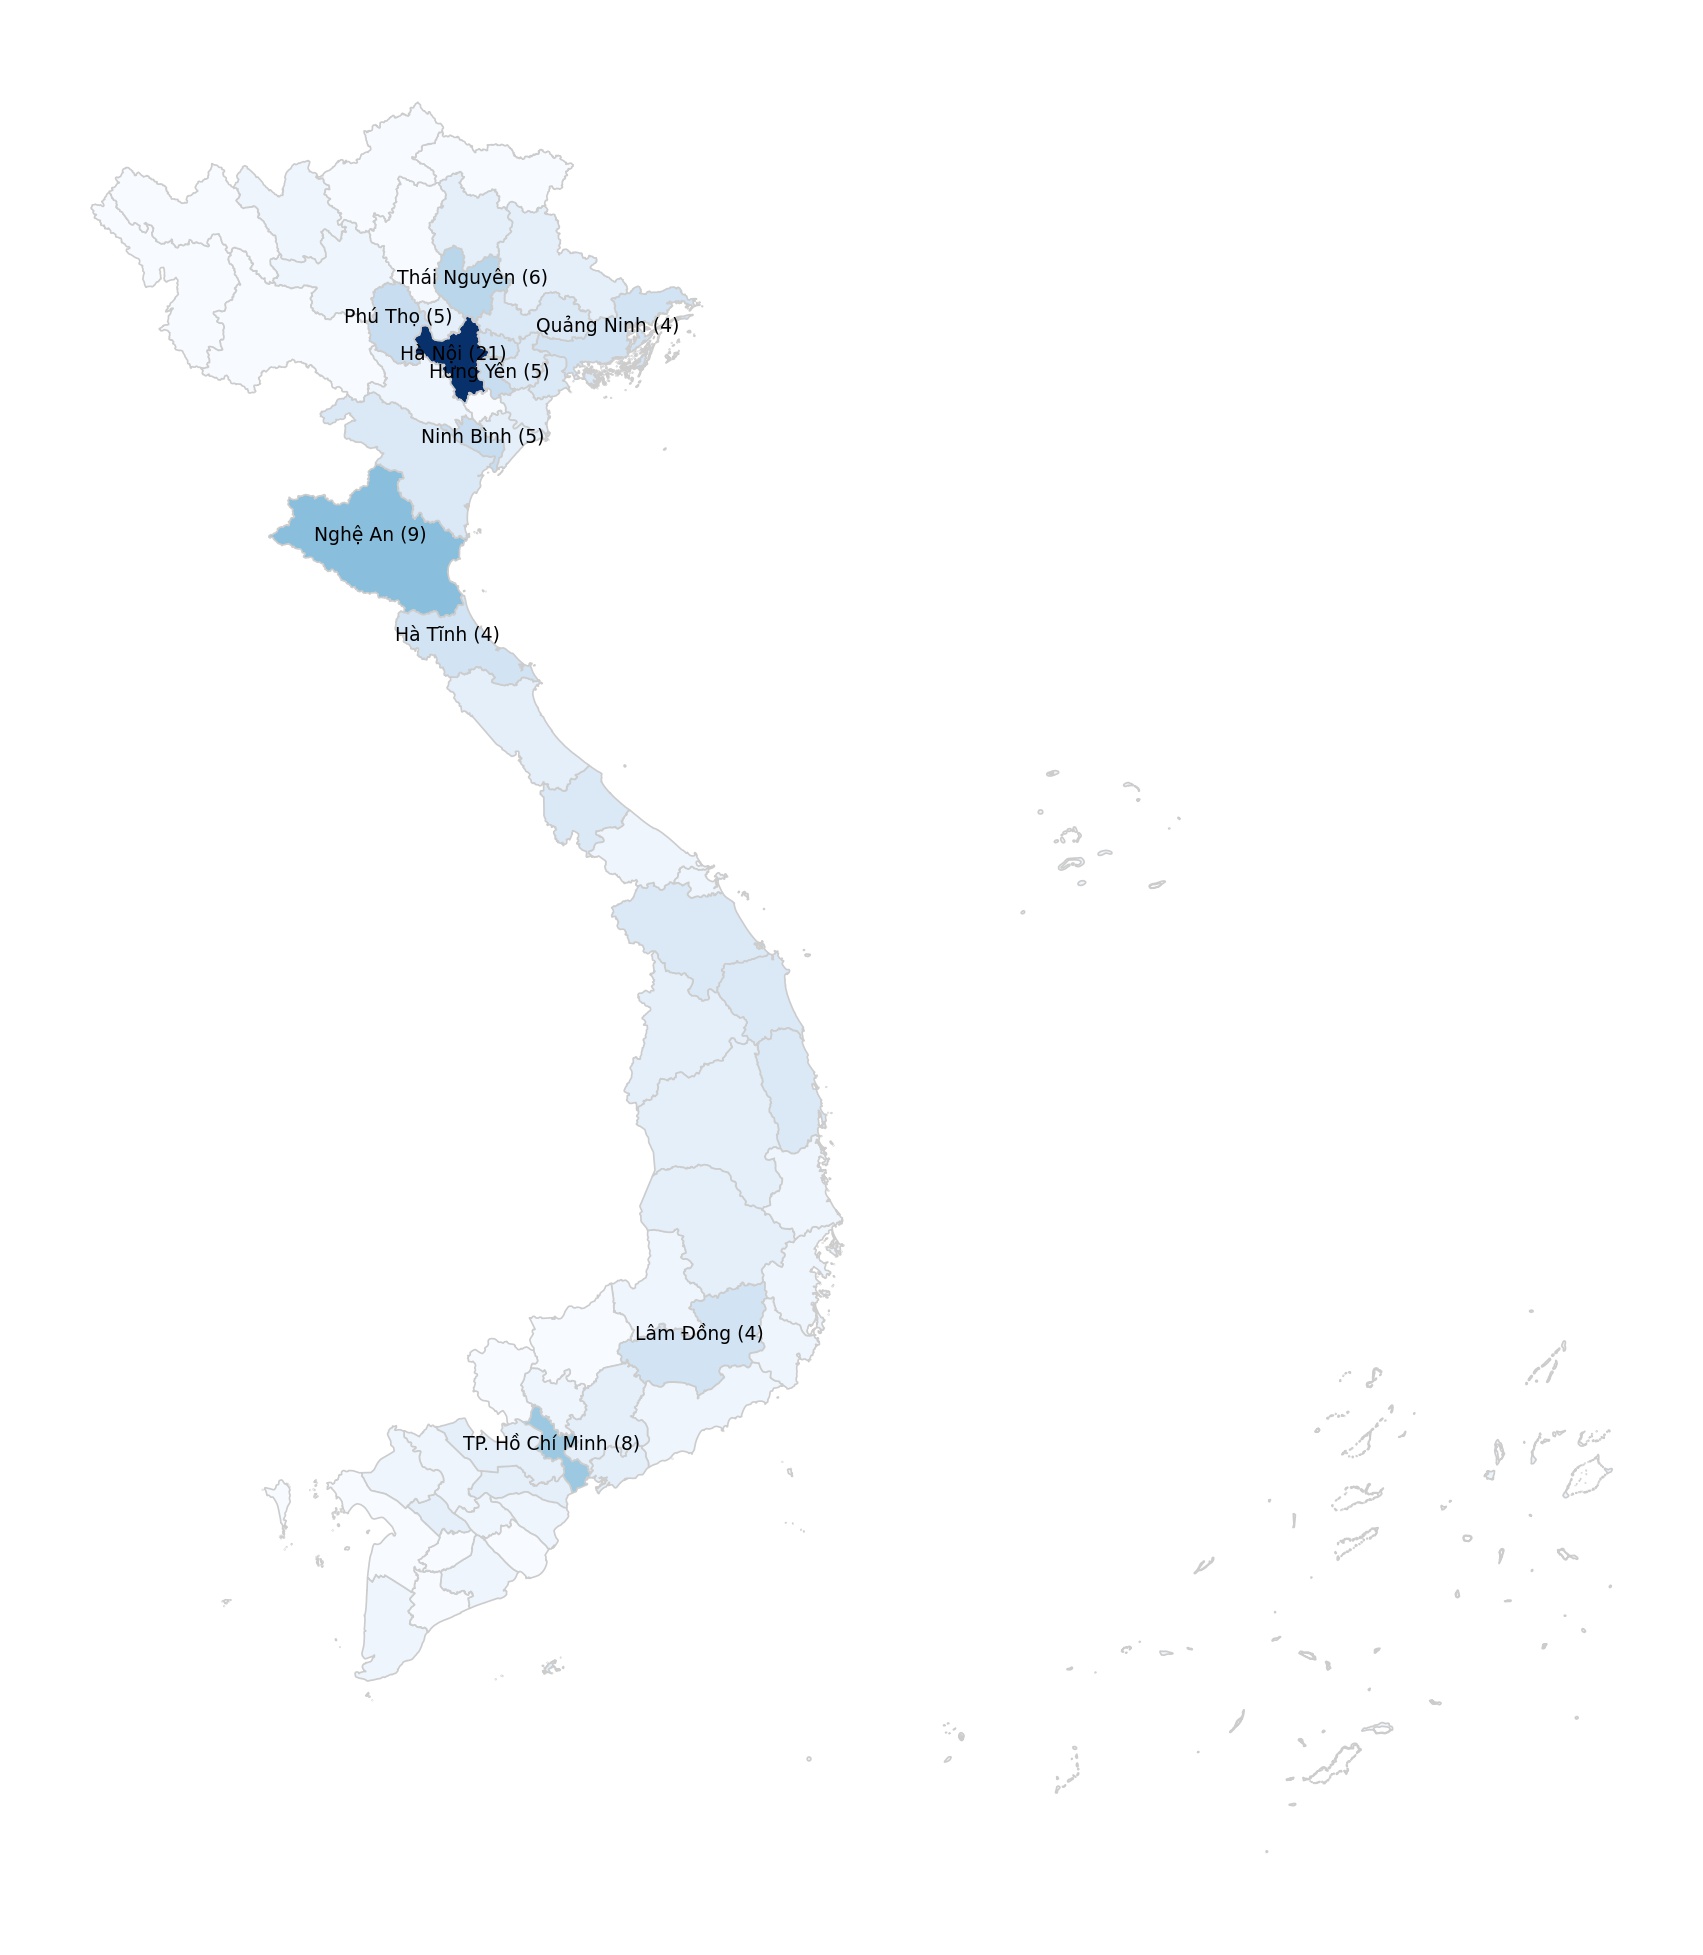 Thái Nguyên (6)
Phú Thọ (5)
Quảng Ninh (4)
Hà Nội (21)
Hưng Yên (5)
Ninh Bình (5)
Nghệ An (9)
Hà Tĩnh (4)
Lâm Đồng (4)
TP. Hồ Chí Minh (8)